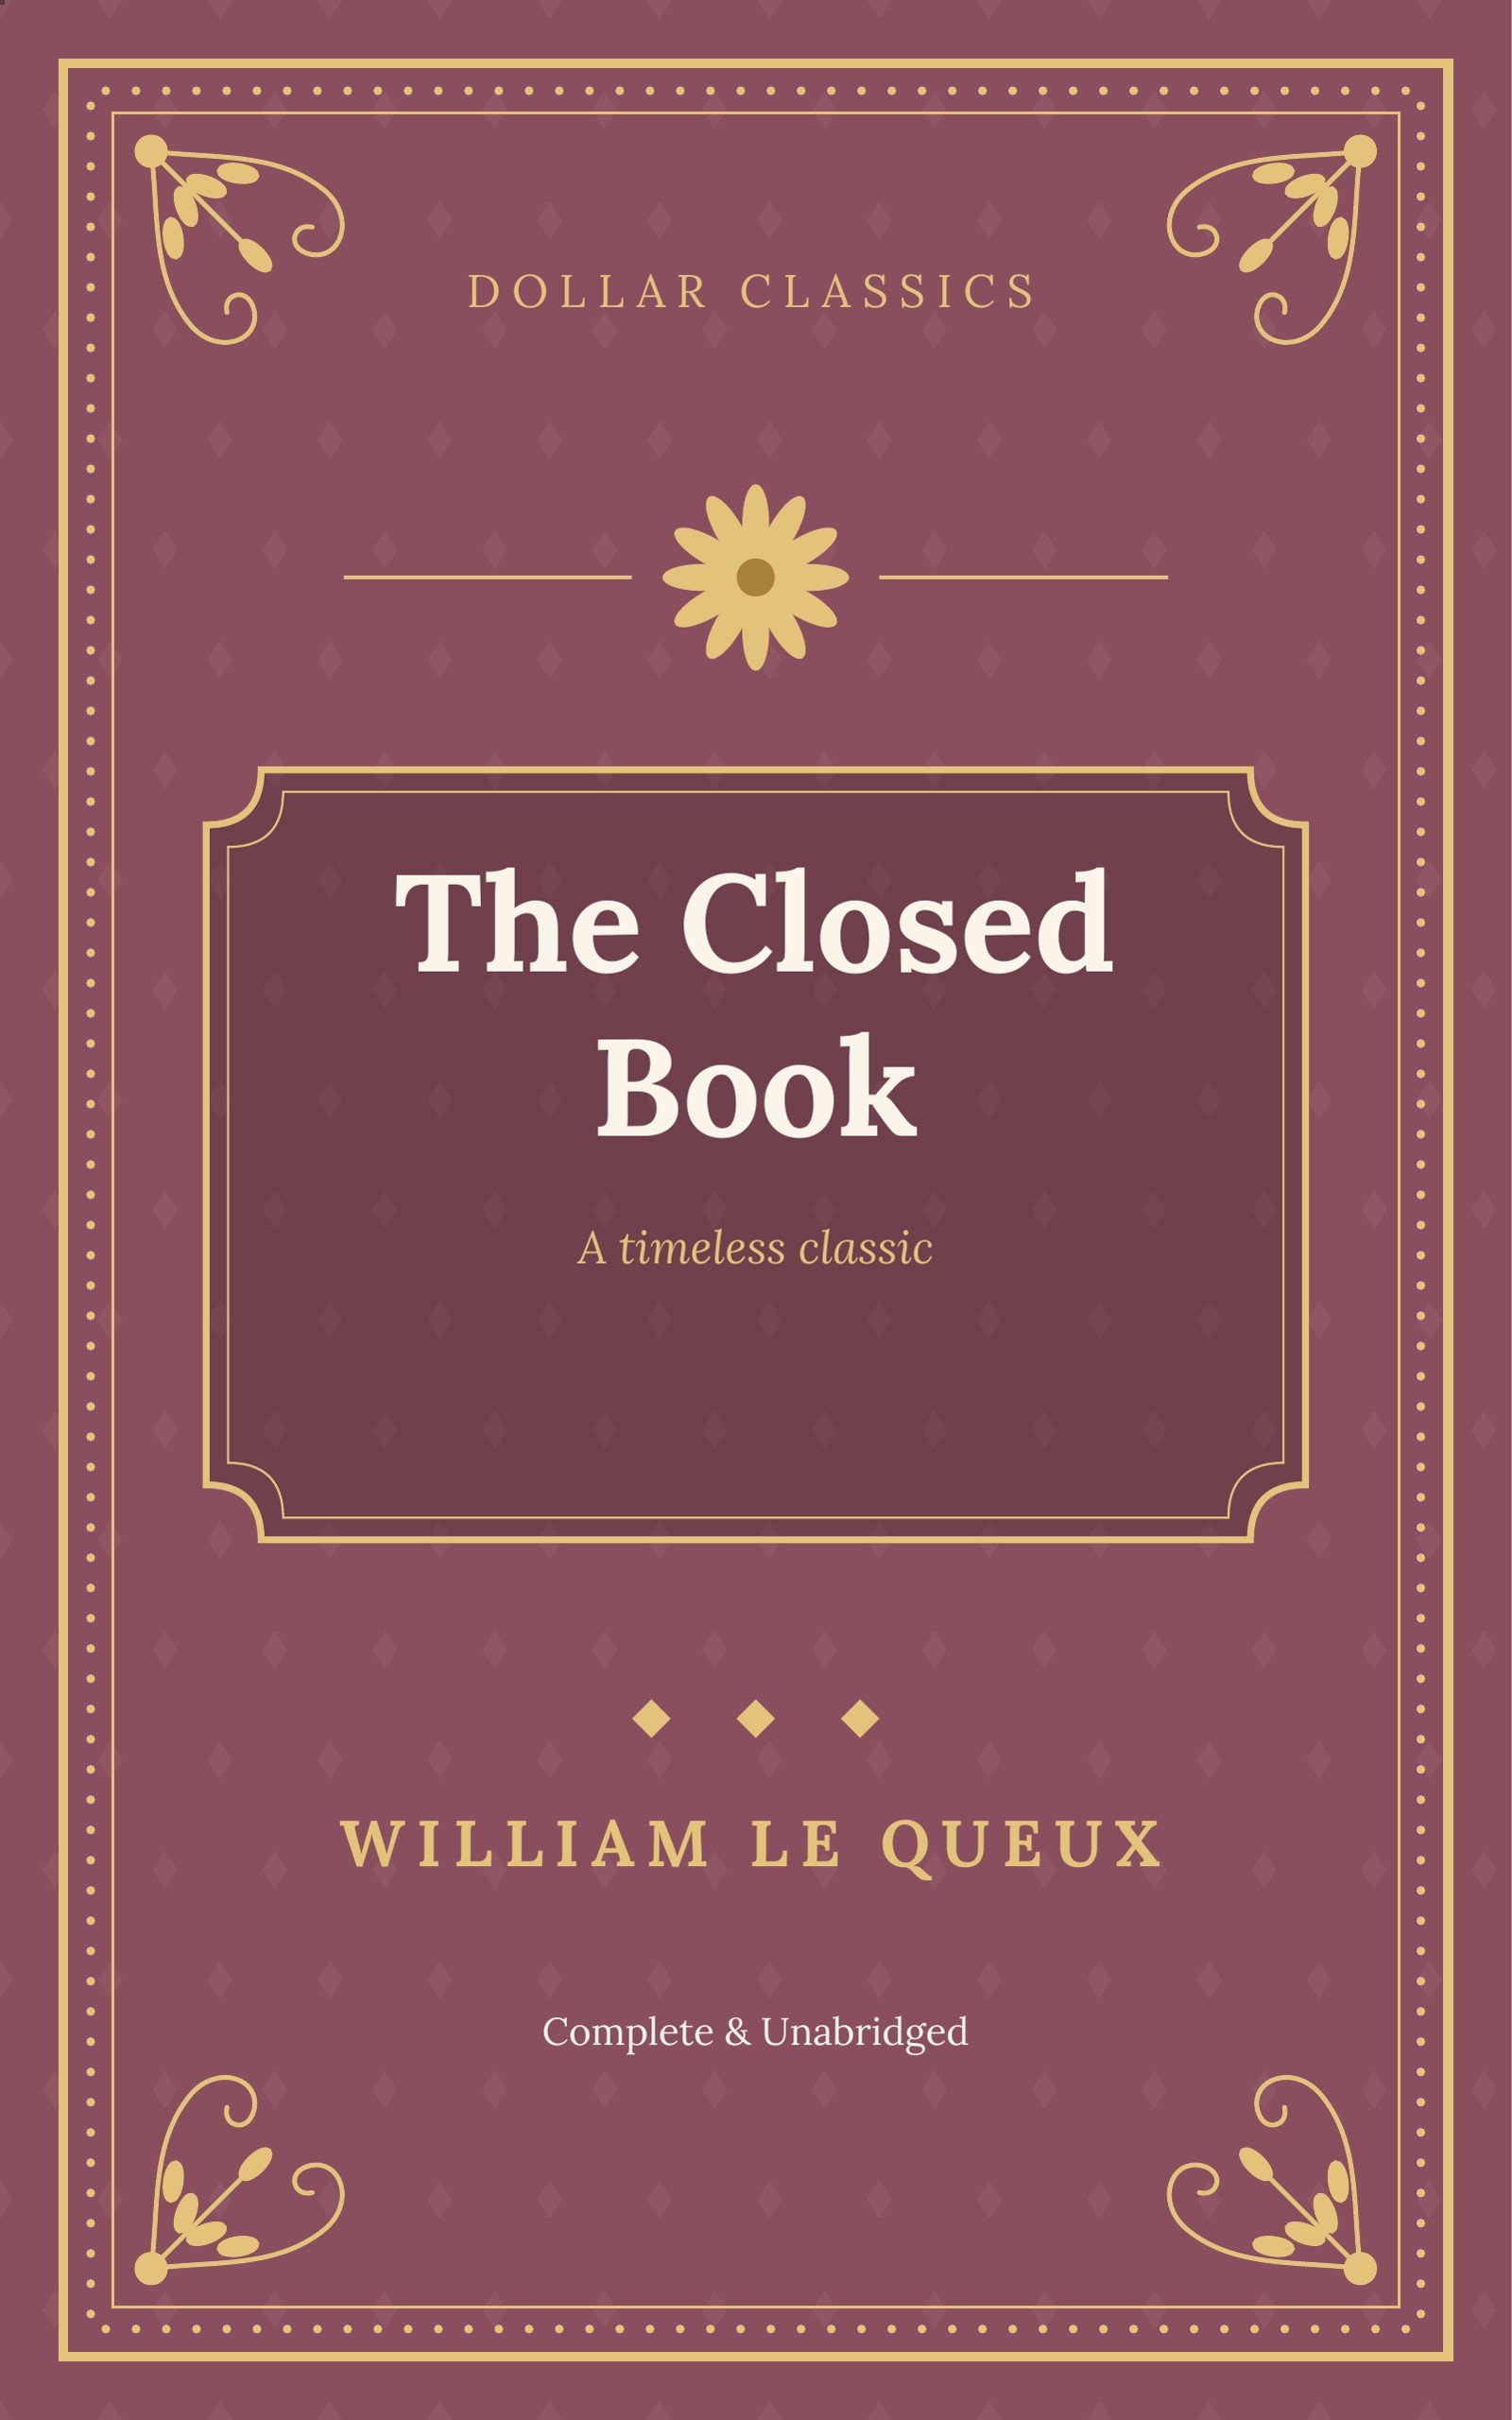 DOLLAR CLASSICS
The Closed
Book
A timeless classic
WILLIAM LE QUEUX
Complete & Unabridged